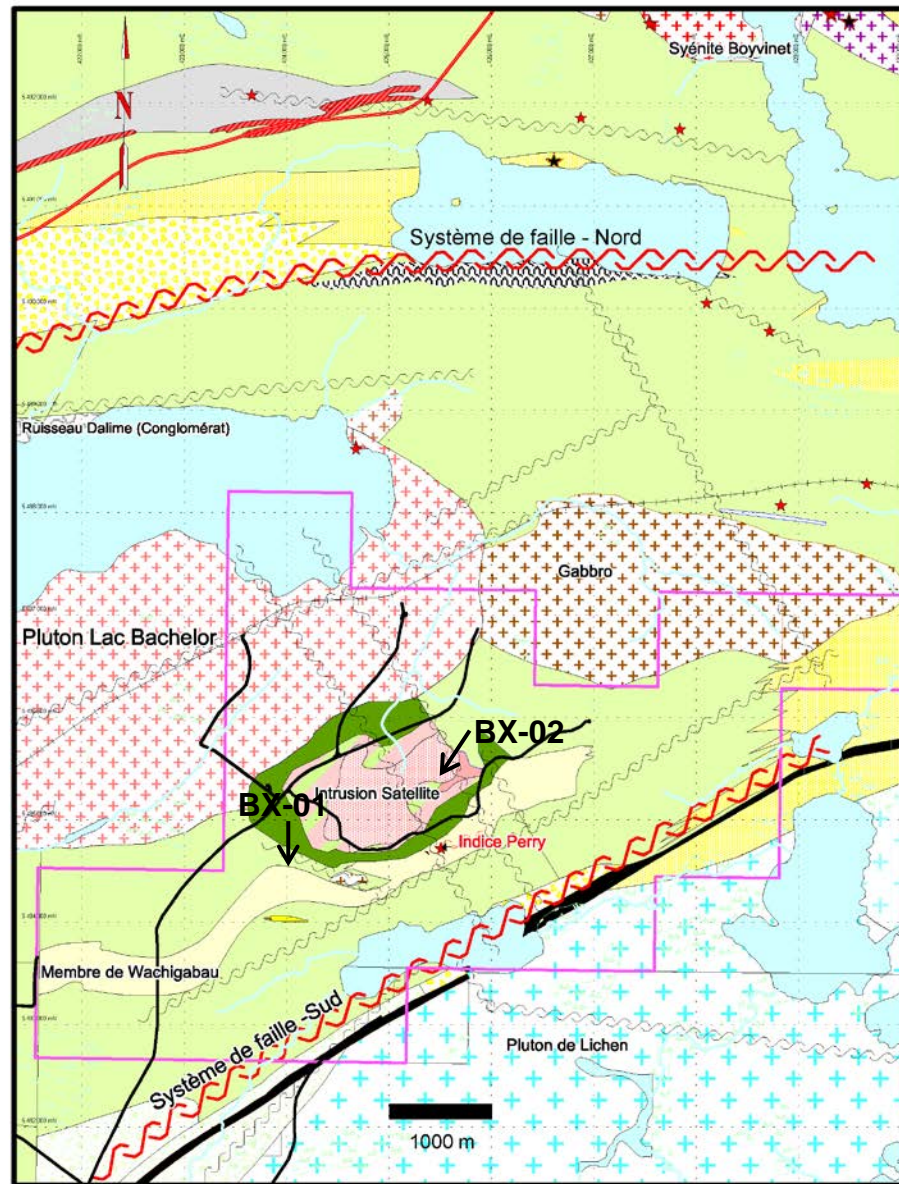 Syénite Boyvinet
N
Système de faille - Nord
Ruisseau Dalime (Conglomérat)
Gabbro
Pluton Lac Bachelor
BX-02
Intrusion Satellite
BX-01
Indice Perry
Membre de Wachigabau
Système de faille -Sud
Pluton de Lichen
1000 m